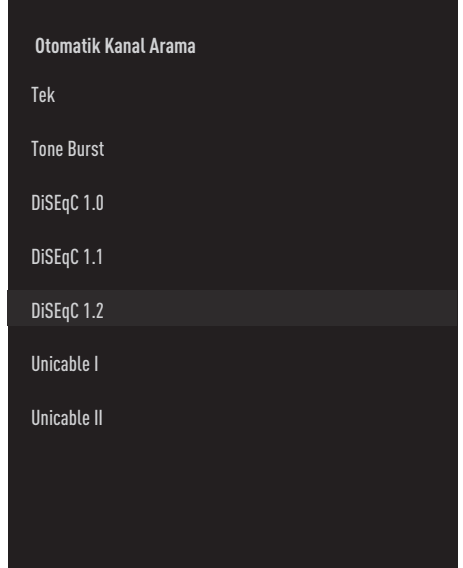 Otomatik Kanal Arama
Tek
Tone Burst
DiSEqC 1.0
DiSEqC 1.1
DiSEqC 1.2
Unicable I
Unicable II